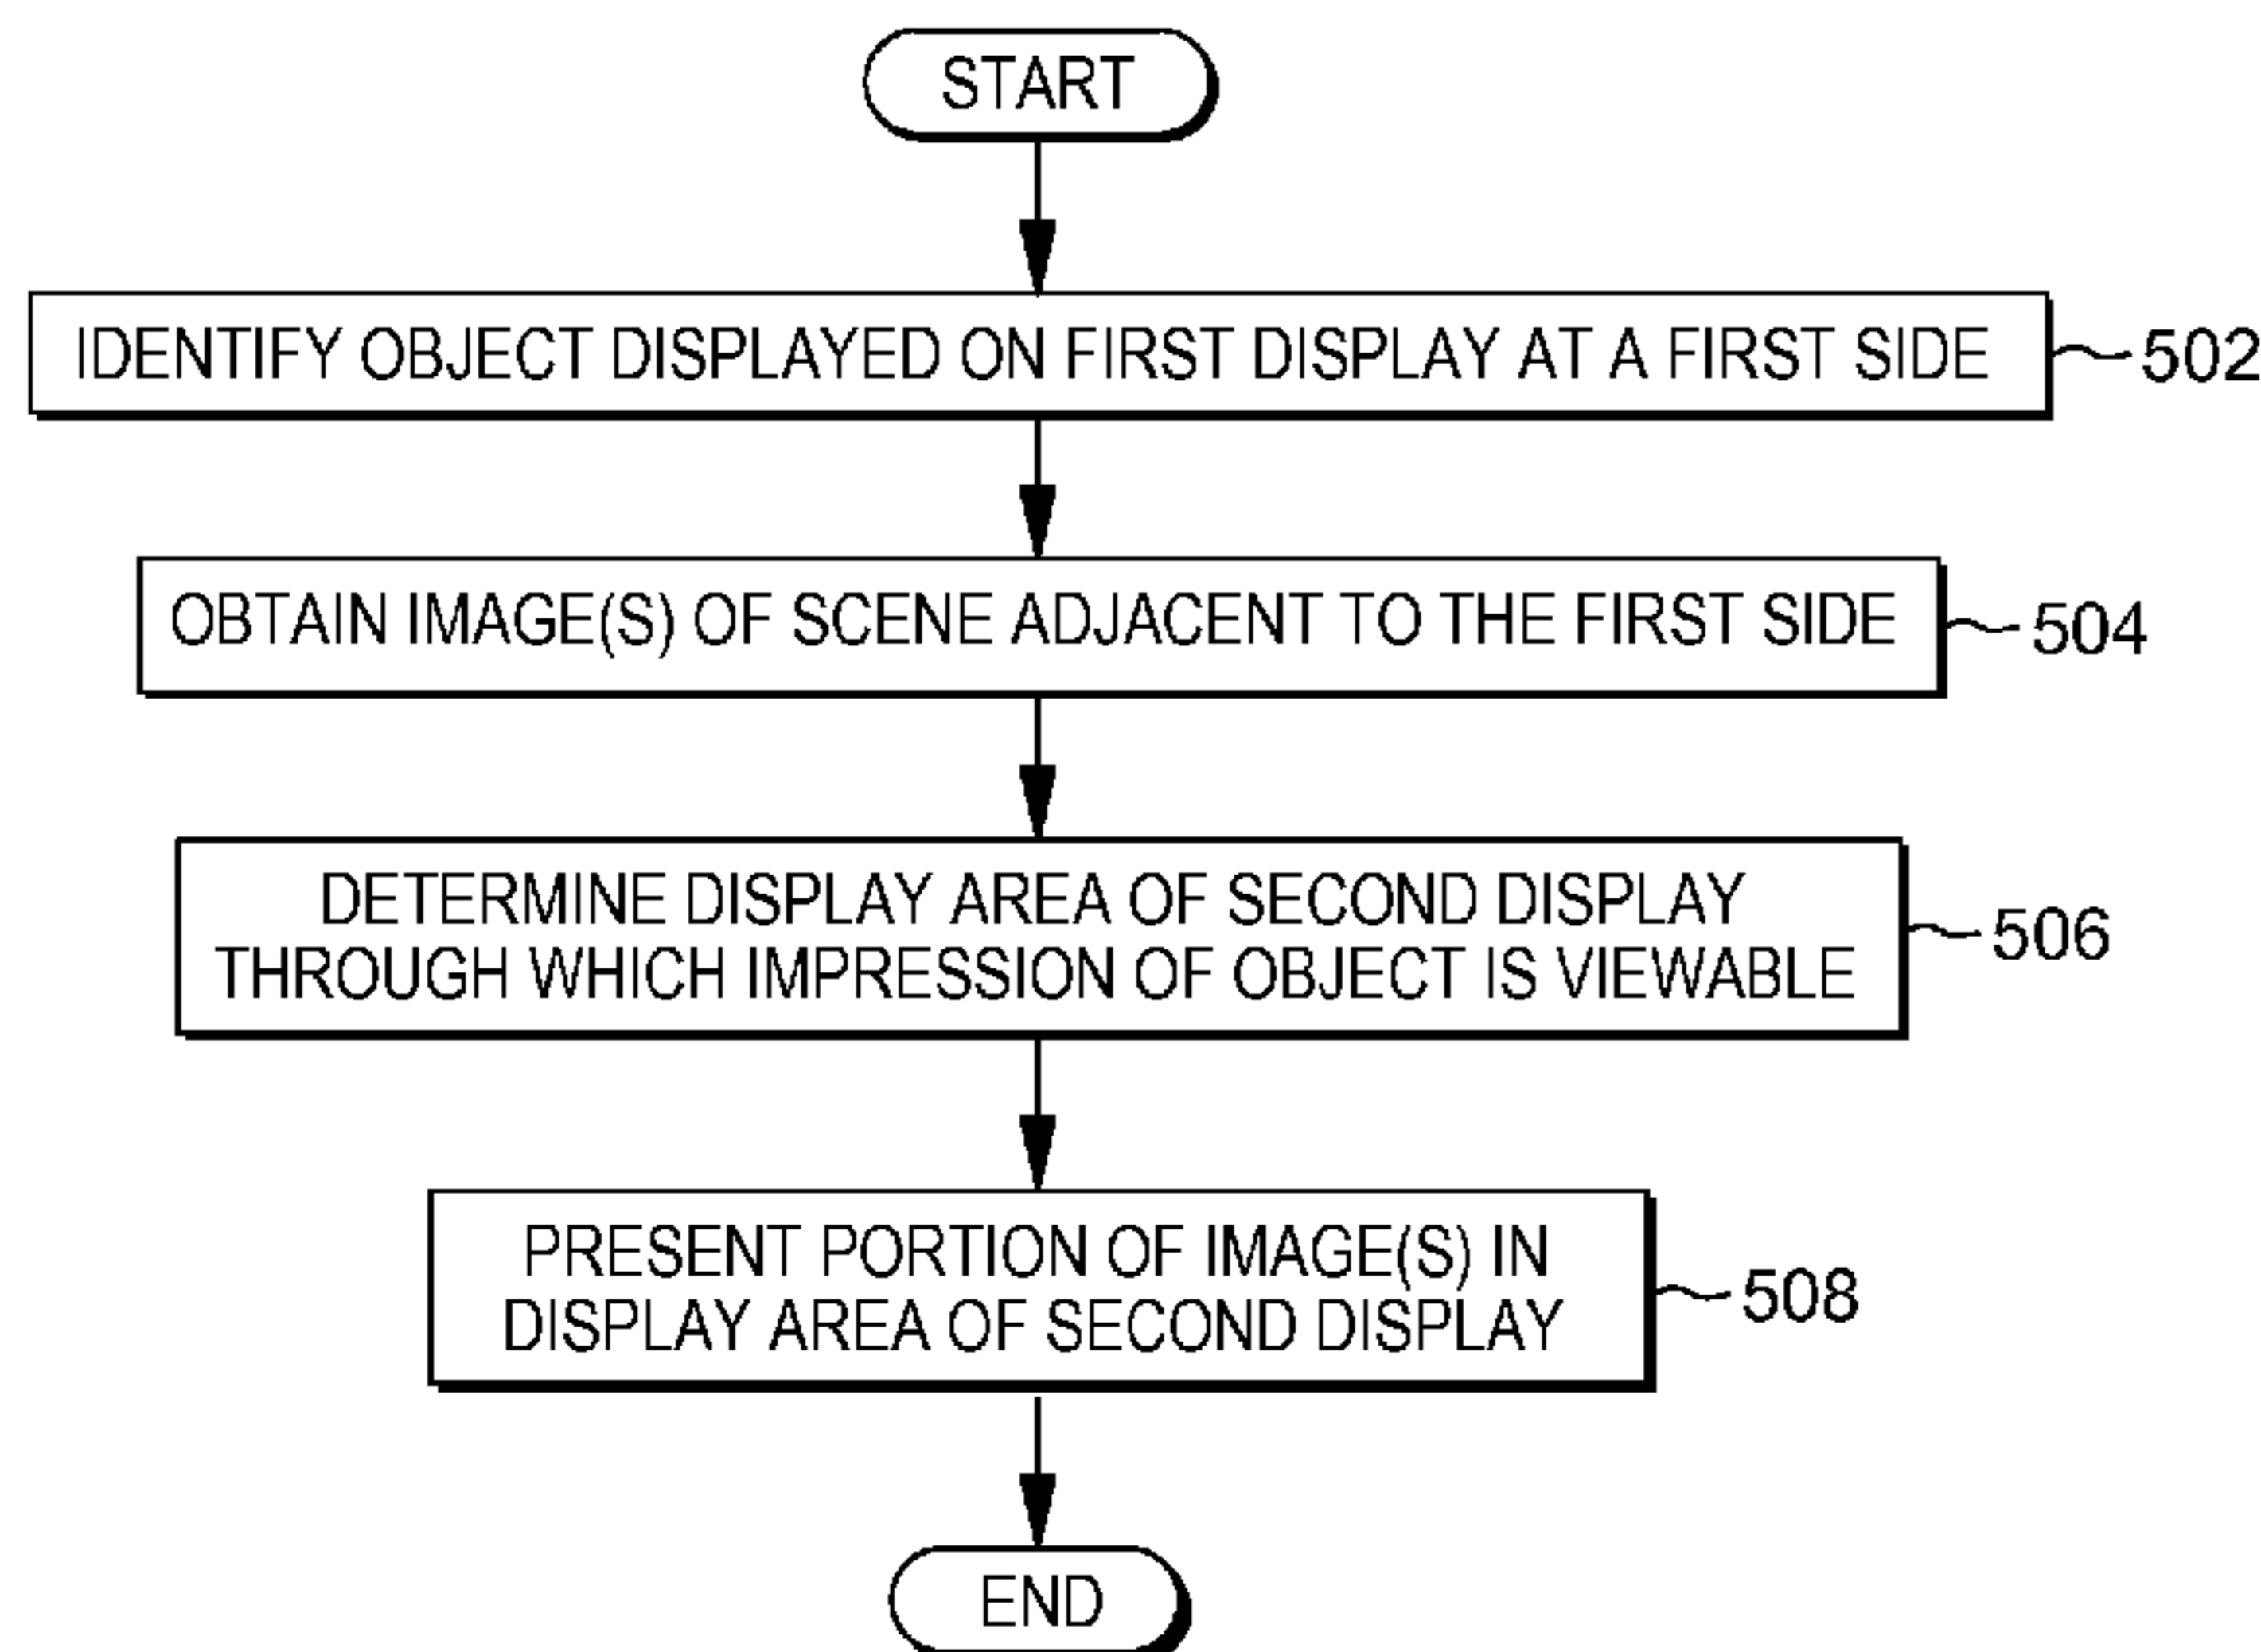 START
IDENTIFY OBJECT DISPLAYED ON FIRST DISPLAY AT A FIRST SIDE
502
OBTAIN IMAGE(S) OF SCENE ADJACENT TO THE FIRST SIDE
504
DETERMINE DISPLAY AREA OF SECOND DISPLAY
THROUGH WHICH IMPRESSION OF OBJECT IS VIEWABLE
506
PRESENT PORTION OF IMAGE(S) IN
DISPLAY AREA OF SECOND DISPLAY
508
END